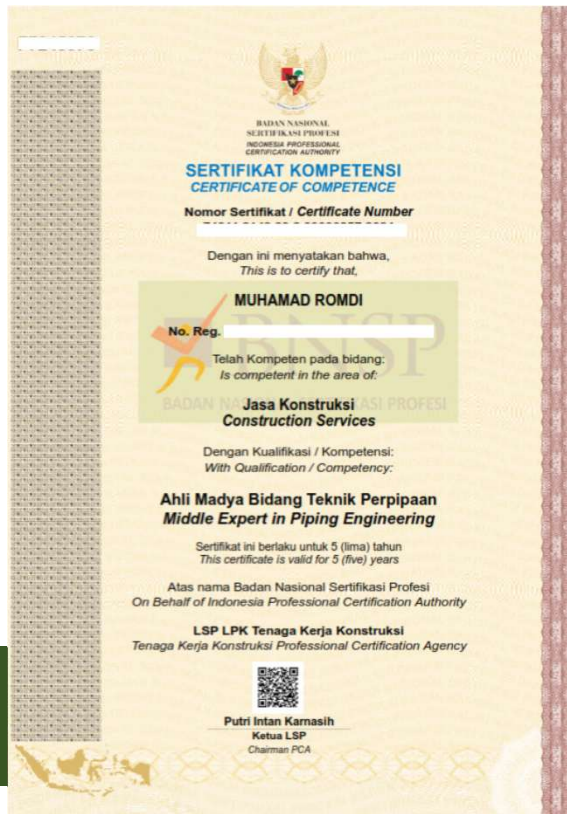 BADAN NASIONAL
SERTIFIKASI PROFESI
INDONESIA PROFESSIONAL
CERTIFICATION AUTHORITY
SERTIFIKAT KOMPETENSI
CERTIFICATE OF COMPETENCE
Nomor Sertifikat / Certificate Number
Dengan ini menyatakan bahwa,
This is to certify that,
MUHAMAD ROMDI
No. Reg.
BNSP
Telah Kompeten pada bidang:
Is competent in the area of:
BADAN NASIONAL SERTIFIKASI PROFESI
Jasa Konstruksi
Construction Services
Dengan Kualifikasi / Kompetensi:
With Qualification / Competency:
Ahli Madya Bidang Teknik Perpipaan
Middle Expert in Piping Engineering
Sertifikat ini berlaku untuk 5 (lima) tahun
This certificate is valid for 5 (five) years
Atas nama Badan Nasional Sertifikasi Profesi
On Behalf of Indonesia Professional Certification Authority
LSP LPK Tenaga Kerja Konstruksi
Tenaga Kerja Konstruksi Professional Certification Agency
Putri Intan Karnasih
Ketua LSP
Chairman PCA